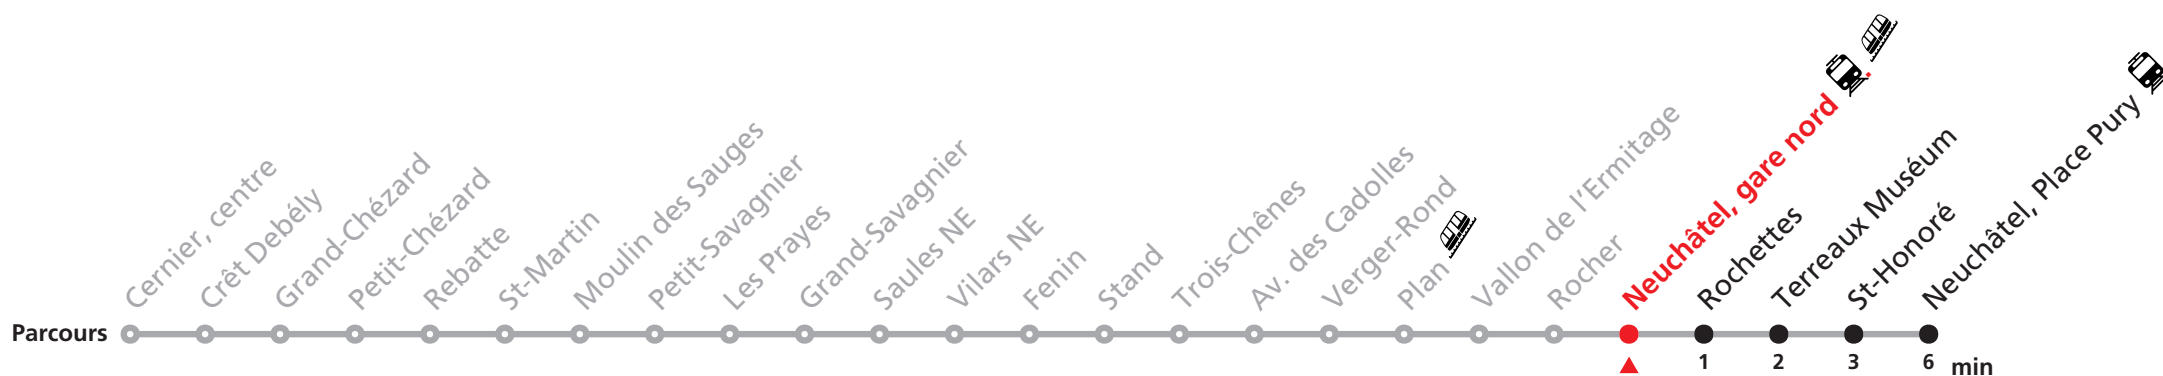 Cernier, centre
Crêt Debély
Grand-Chézard
Petit-Chézard
Rebatte
St-Martin
Moulin des Sauges
Petit-Savagnier
Les Prayes
Grand-Savagnier
Saules NE
Vilars NE
Fenin
Stand
Trois-Chênes
Av. des Cadolles
Verger-Rond
Plan
Vallon de l'Ermitage
Rocher
Neuchâtel, gare nord
Rochettes
Terreaux Muséum
St-Honoré
Neuchâtel, Place Pury
Parcours
1 2 3 6 min